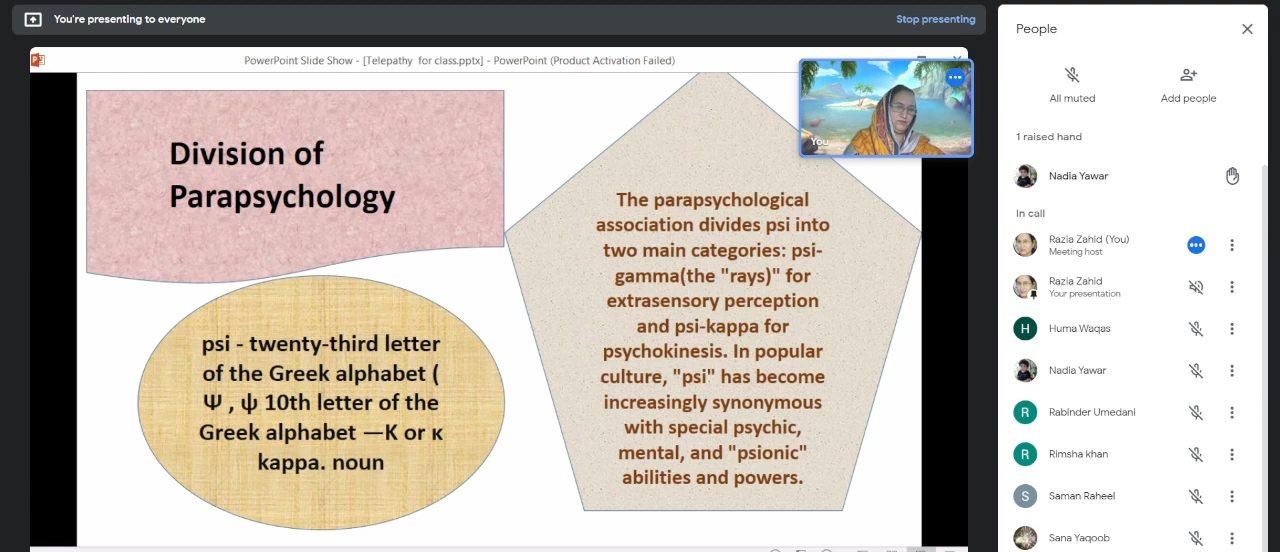 You're presenting to everyone
Stop presenting
PowerPoint Slide Show - [Telepathy for class.pptx] - PowerPoint (Product Activation Failed)
Division of
Parapsychology
psi - twenty-third letter
of the Greek alphabet (
Ψ , ψ 10th letter of the
Greek alphabet —K or κ
kappa. noun
The parapsychological
association divides psi into
two main categories: psi-
gamma(the "rays)" for
extrasensory perception
and psi-kappa for
psychokinesis. In popular
culture, "psi" has become
increasingly synonymous
with special psychic,
mental, and "psionic"
abilities and powers.
You
People
All muted
Add people
1 raised hand
Nadia Yawar
In call
Razia Zahid (You)
Meeting host
Razia Zahid
Your presentation
H
Huma Waqas
Nadia Yawar
R
Rabinder Umedani
R
Rimsha khan
S
Saman Raheel
Sana Yaqoob